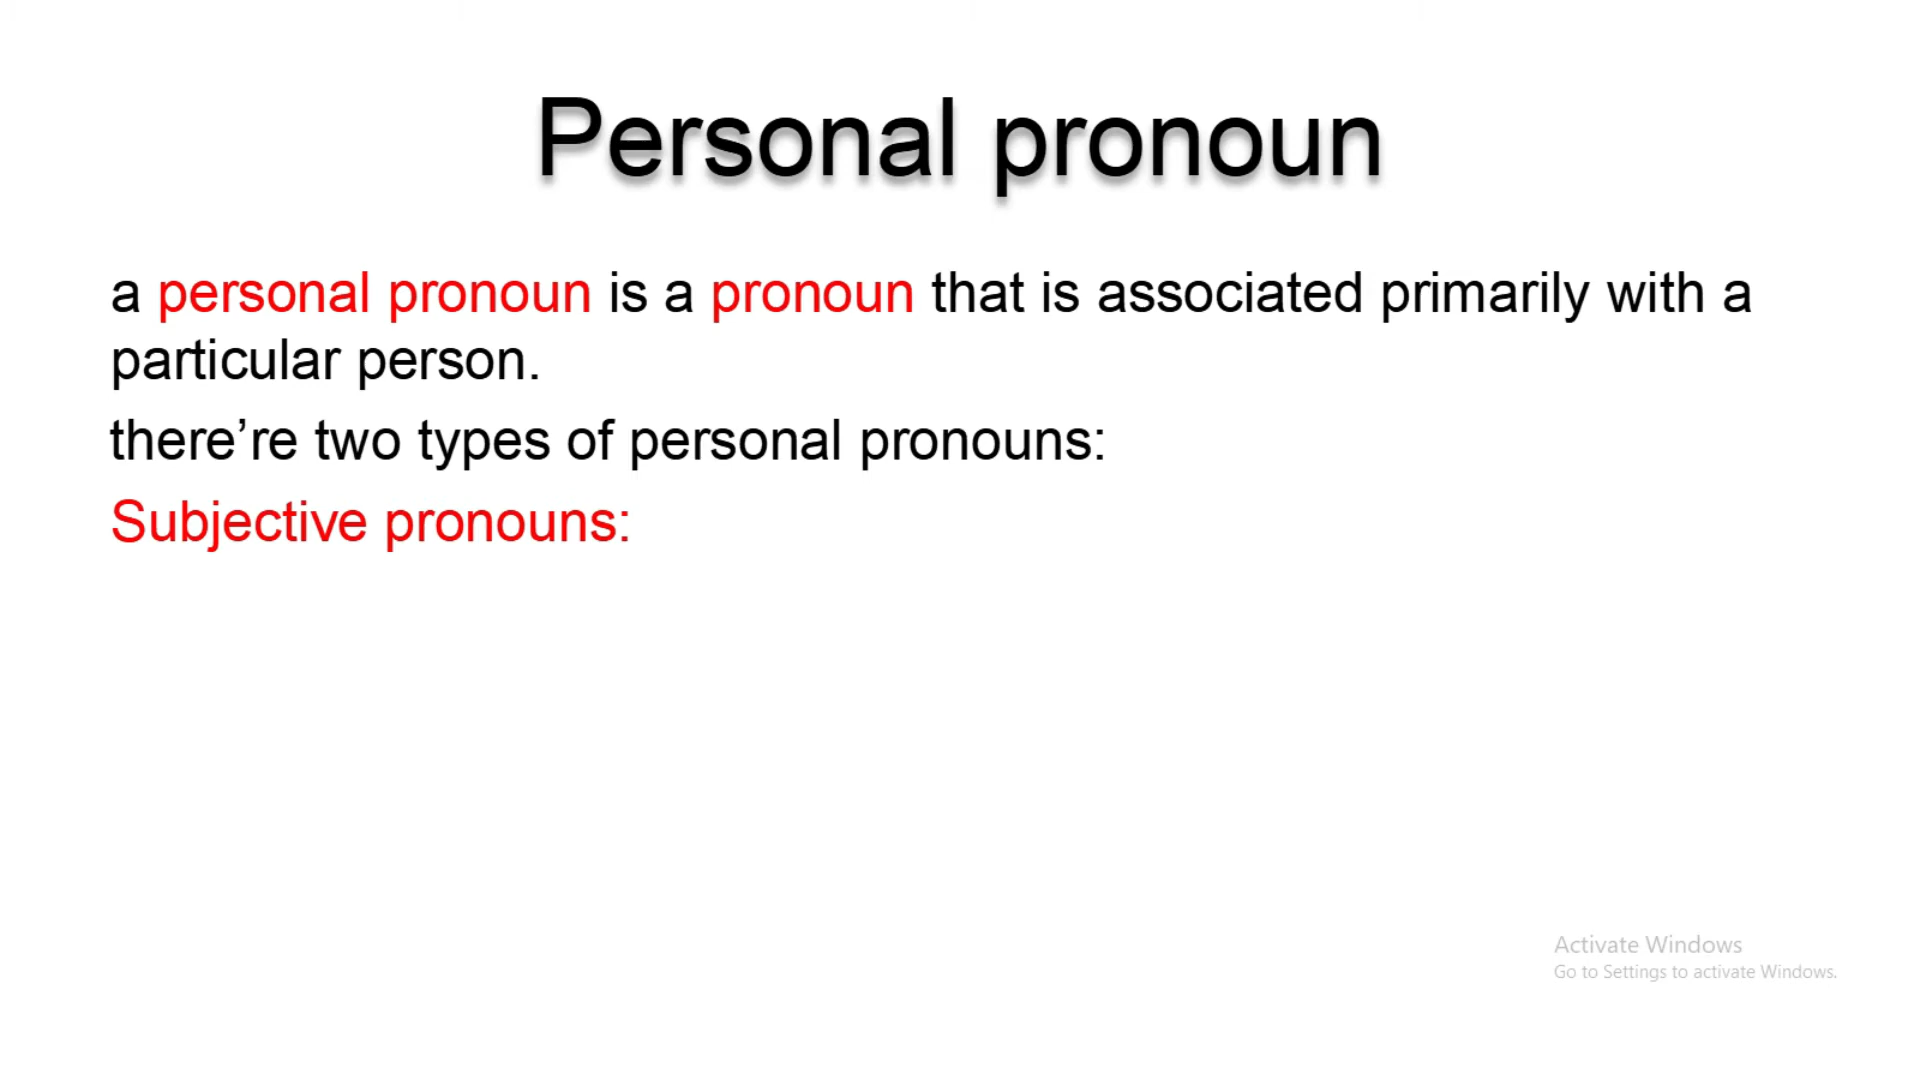 Personal pronoun
a personal pronoun is a pronoun that is associated primarily with a
particular person.
there’re two types of personal pronouns:
Subjective pronouns:
Activate Windows
Go to Settings to activate Windows.